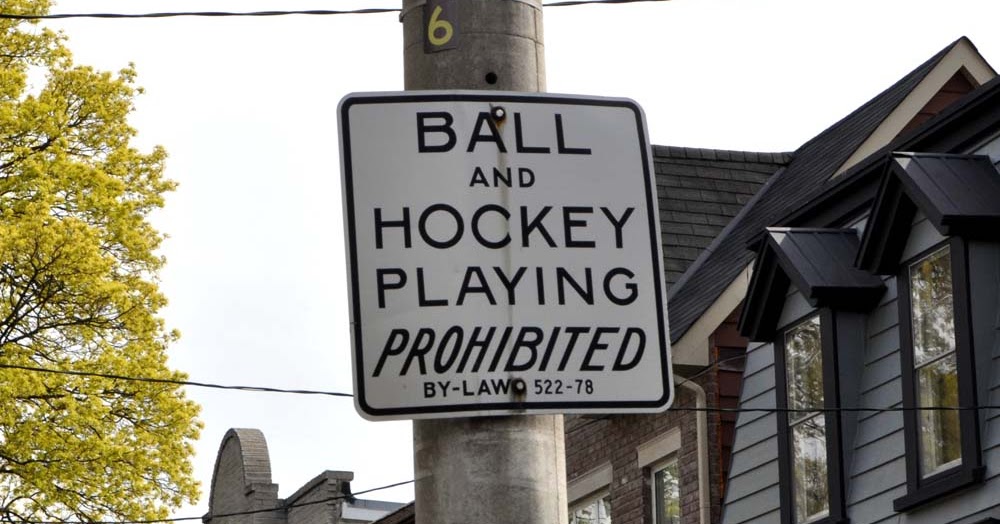 6
BALL
AND
HOCKEY
PLAYING
PROHIBITED
BY-LAW 522-78